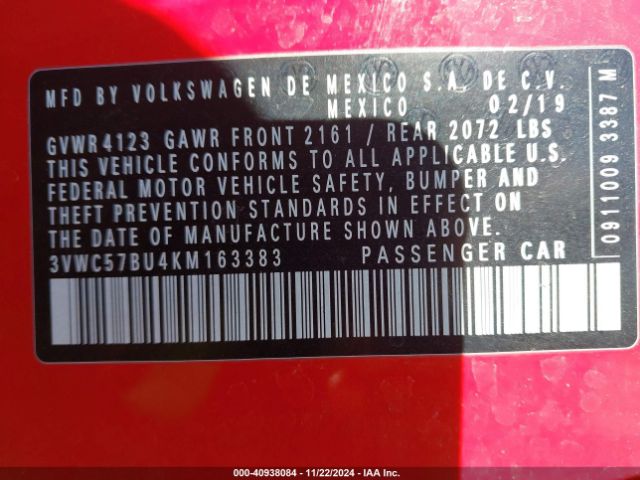 MFD BY VOLKSWAGEN DE MEXICO S.A. DE C.V.
MEXICO 02/19
GVWR 4123 GAWR FRONT 2161 / REAR 2072 LBS
THIS VEHICLE CONFORMS TO ALL APPLICABLE U.S.
FEDERAL MOTOR VEHICLE SAFETY, BUMPER AND
THEFT PREVENTION STANDARDS IN EFFECT ON
THE DATE OF MANUFACTURE SHOWN ABOVE.
3VWC57BU4KM163383 PASSENGER CAR
0911009 3387 M
000-40938084 - 11/22/2024 - IAA Inc.